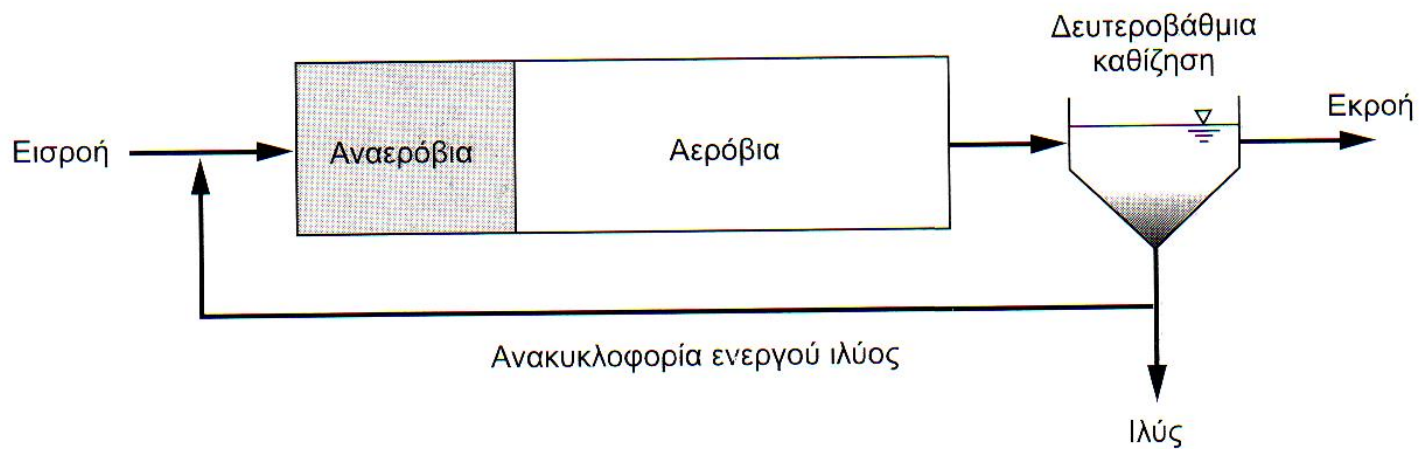 Δευτεροβάθμια
καθίζηση
Εισροή
Αναερόβια
Αερόβια
Εκροή
Ανακυκλοφορία ενεργού ιλύος
Ιλύς